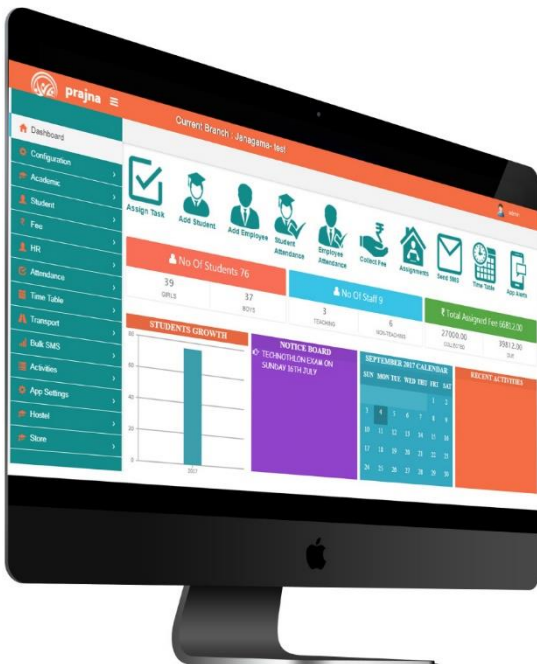 prajna
Current Branch : Janagama- test
Admin
Dashboard
Configuration
Academic
Student
Fee
HR
Attendance
Time Table
Transport
Bulk SMS
Activities
App Settings
Hostel
Store
Assign Task
Add Student
Add Employee
Student
Attendance
Employee
Attendance
Collect Fee
Assignments
Send SMS
Time Table
App Alerts
No Of Students 76
39
GIRLS
37
BOYS
No Of Staff 9
3
TEACHING
6
NON-TEACHING
₹ Total Assigned Fee 66812.00
27000.00
COLLECTED
39812.00
DUE
STUDENTS GROWTH
80
60
40
20
0
2017
NOTICE BOARD
TECHNOTHLON EXAM ON
SUNDAY 16TH JULY
SEPTEMBER 2017 CALENDAR
SUN MON TUE WED THU FRI SAT
1 2
3 4 5 6 7 8 9
10 11 12 13 14 15 16
17 18 19 20 21 22 23
24 25 26 27 28 29 30
RECENT ACTIVITIES